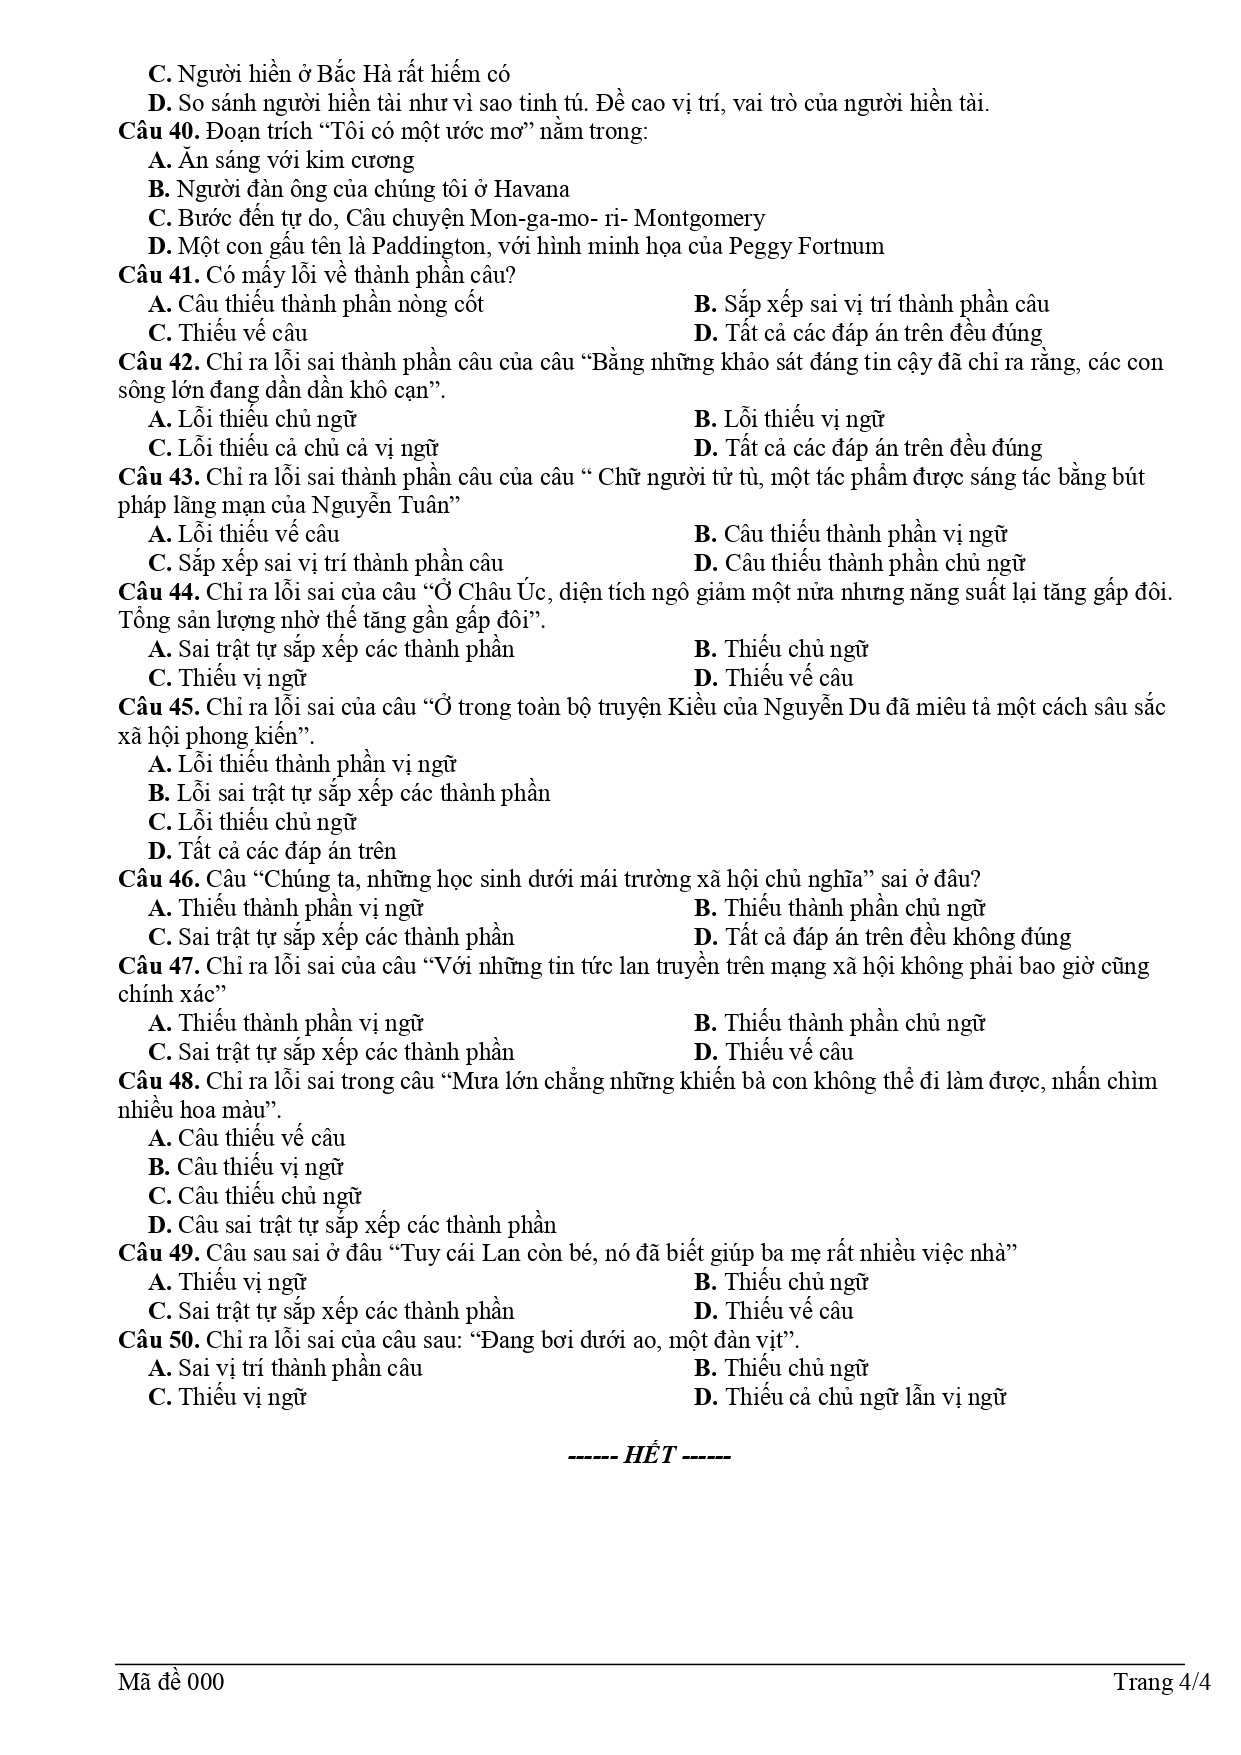 C. Người hiền ở Bắc Hà rất hiếm có
D. So sánh người hiền tài như vì sao tinh tú. Đề cao vị trí, vai trò của người hiền tài.
Câu 40. Đoạn trích “Tôi có một ước mơ” nằm trong:
A. Ăn sáng với kim cương
B. Người đàn ông của chúng tôi ở Havana
C. Bước đến tự do, Câu chuyện Mon-ga-mo- ri- Montgomery
D. Một con gấu tên là Paddington, với hình minh họa của Peggy Fortnum
Câu 41. Có mấy lỗi về thành phần câu?
A. Câu thiếu thành phần nòng cốt B. Sắp xếp sai vị trí thành phần câu
C. Thiếu vế câu D. Tất cả các đáp án trên đều đúng
Câu 42. Chỉ ra lỗi sai thành phần câu của câu “Bằng những khảo sát đáng tin cậy đã chỉ ra rằng, các con
sông lớn đang dần dần khô cạn”.
A. Lỗi thiếu chủ ngữ B. Lỗi thiếu vị ngữ
C. Lỗi thiếu cả chủ cả vị ngữ D. Tất cả các đáp án trên đều đúng
Câu 43. Chỉ ra lỗi sai thành phần câu của câu “ Chữ người tử tù, một tác phẩm được sáng tác bằng bút
pháp lãng mạn của Nguyễn Tuân”
A. Lỗi thiếu vế câu B. Câu thiếu thành phần vị ngữ
C. Sắp xếp sai vị trí thành phần câu D. Câu thiếu thành phần chủ ngữ
Câu 44. Chỉ ra lỗi sai của câu “Ở Châu Úc, diện tích ngô giảm một nửa nhưng năng suất lại tăng gấp đôi.
Tổng sản lượng nhờ thế tăng gần gấp đôi”.
A. Sai trật tự sắp xếp các thành phần B. Thiếu chủ ngữ
C. Thiếu vị ngữ D. Thiếu vế câu
Câu 45. Chỉ ra lỗi sai của câu “Ở trong toàn bộ truyện Kiều của Nguyễn Du đã miêu tả một cách sâu sắc
xã hội phong kiến”.
A. Lỗi thiếu thành phần vị ngữ
B. Lỗi sai trật tự sắp xếp các thành phần
C. Lỗi thiếu chủ ngữ
D. Tất cả các đáp án trên
Câu 46. Câu “Chúng ta, những học sinh dưới mái trường xã hội chủ nghĩa” sai ở đâu?
A. Thiếu thành phần vị ngữ B. Thiếu thành phần chủ ngữ
C. Sai trật tự sắp xếp các thành phần D. Tất cả đáp án trên đều không đúng
Câu 47. Chỉ ra lỗi sai của câu “Với những tin tức lan truyền trên mạng xã hội không phải bao giờ cũng
chính xác”
A. Thiếu thành phần vị ngữ B. Thiếu thành phần chủ ngữ
C. Sai trật tự sắp xếp các thành phần D. Thiếu vế câu
Câu 48. Chỉ ra lỗi sai trong câu “Mưa lớn chẳng những khiến bà con không thể đi làm được, nhấn chìm
nhiều hoa màu”.
A. Câu thiếu vế câu
B. Câu thiếu vị ngữ
C. Câu thiếu chủ ngữ
D. Câu sai trật tự sắp xếp các thành phần
Câu 49. Câu sau sai ở đâu “Tuy cái Lan còn bé, nó đã biết giúp ba mẹ rất nhiều việc nhà”
A. Thiếu vị ngữ B. Thiếu chủ ngữ
C. Sai trật tự sắp xếp các thành phần D. Thiếu vế câu
Câu 50. Chỉ ra lỗi sai của câu sau: “Đang bơi dưới ao, một đàn vịt”.
A. Sai vị trí thành phần câu B. Thiếu chủ ngữ
C. Thiếu vị ngữ D. Thiếu cả chủ ngữ lẫn vị ngữ
------ HẾT ------
Mã đề 000 Trang 4/4